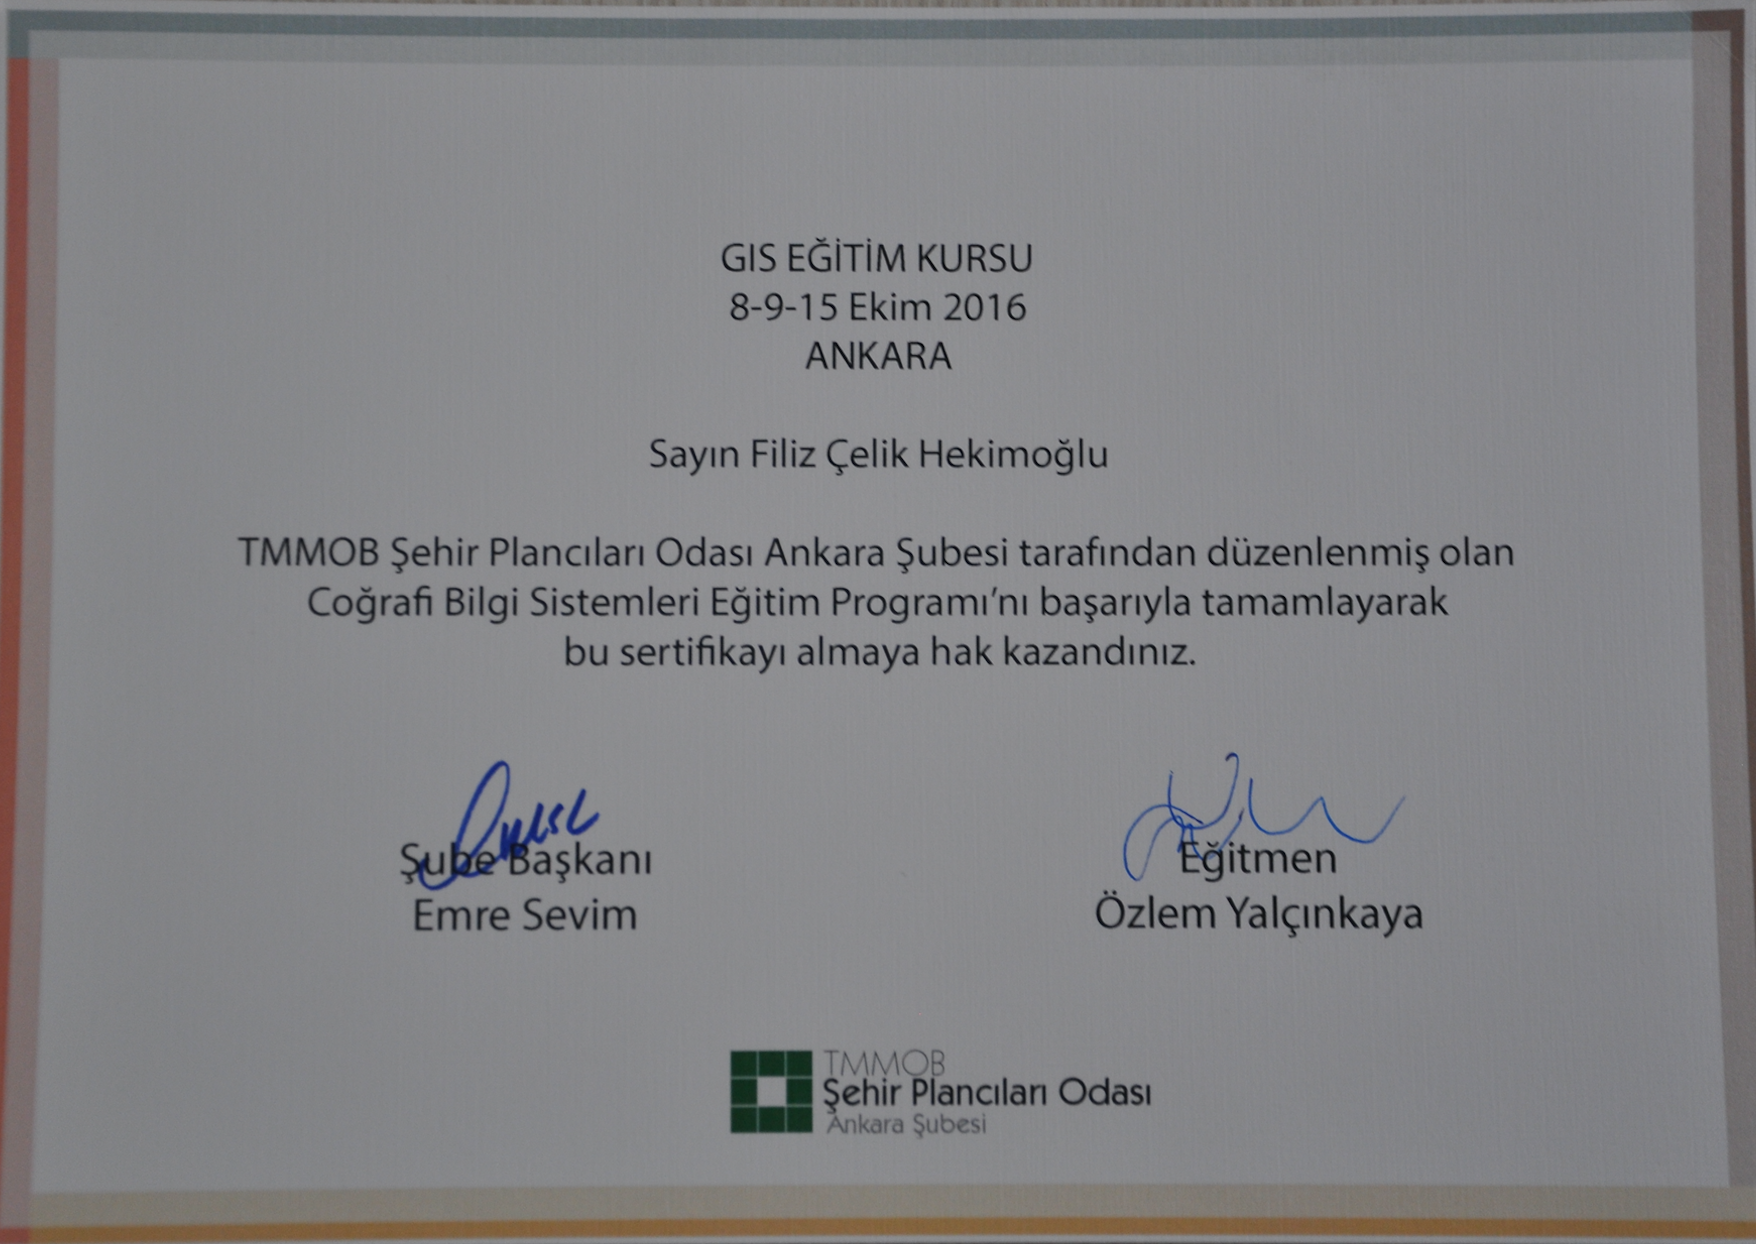 GIS EĞİTİM KURSU
8-9-15 Ekim 2016
ANKARA
Sayın Filiz Çelik Hekimoğlu
TMMOB Şehir Plancıları Odası Ankara Şubesi tarafından düzenlenmiş olan
Coğrafi Bilgi Sistemleri Eğitim Programı'nı başarıyla tamamlayarak
bu sertifikayı almaya hak kazandınız.
Şube Başkanı
Emre Sevim
Eğitmen
Özlem Yalçınkaya
TMMOB
Şehir Plancıları Odası
Ankara Şubesi